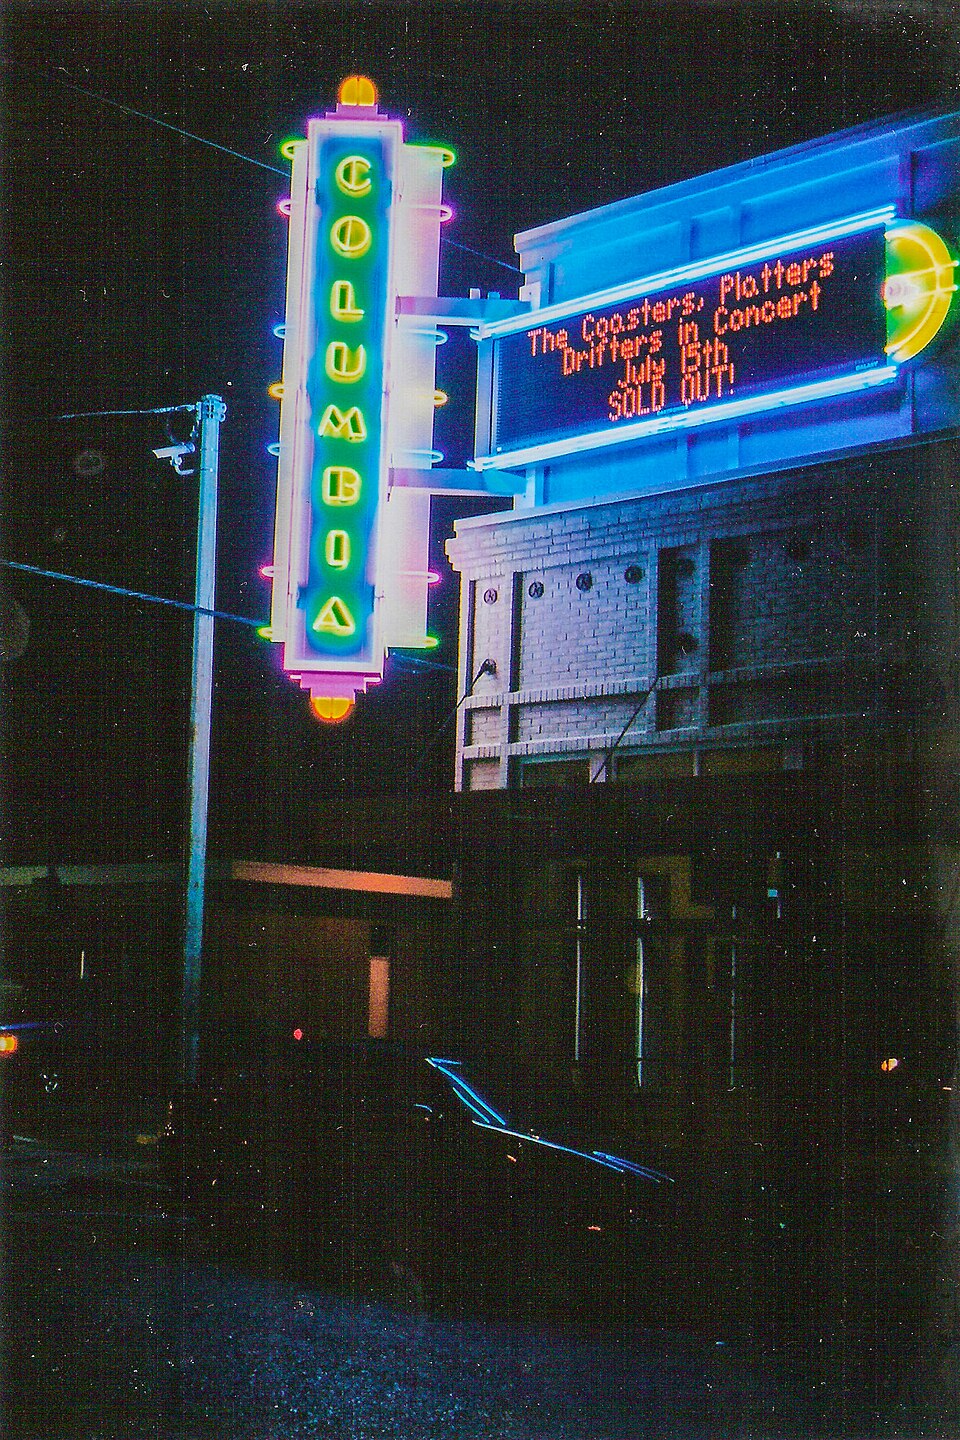 COLUMBIA
The Coasters, Platters
Drifters in Concert
July 15th
SOLD OUT!